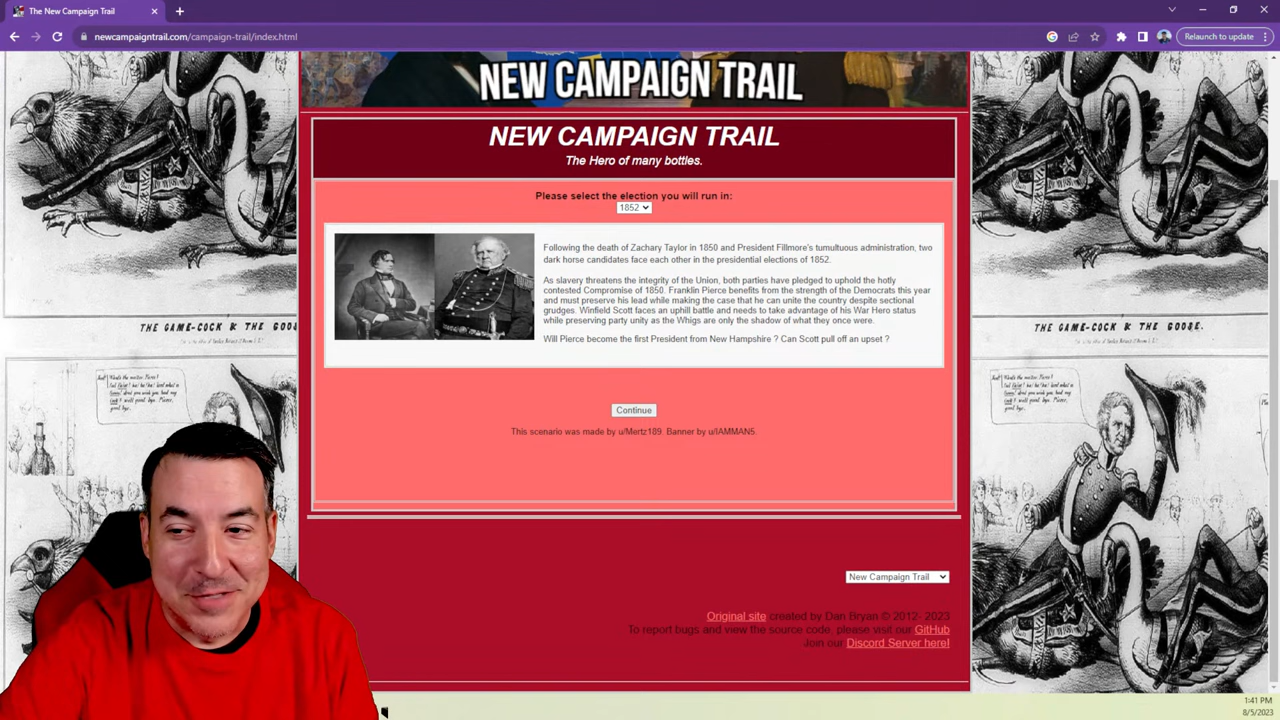 The New Campaign Trail
newcampaigntrail.com/campaign-trail/index.html
Relaunch to update
NEW CAMPAIGN TRAIL
NEW CAMPAIGN TRAIL
The Hero of many bottles.
Please select the election you will run in:
1852
Following the death of Zachary Taylor in 1850 and President Fillmore's tumultuous administration, two
dark horse candidates face each other in the presidential elections of 1852.
As slavery threatens the integrity of the Union, both parties have pledged to uphold the hotly
contested Compromise of 1850. Franklin Pierce benefits from the strength of the Democrats this year
and must preserve his lead while making the case that he can unite the country despite sectional
grudges. Winfield Scott faces an uphill battle and needs to take advantage of his War Hero status
while preserving party unity as the Whigs are only the shadow of what they once were.
Will Pierce become the first President from New Hampshire ? Can Scott pull off an upset ?
Continue
This scenario was made by u/Mertz189. Banner by u/IAMMAN5.
THE GAME-COCK & THE GOOSE.
THE GAME-COCK & THE GOOSE.
New Campaign Trail
Original site created by Dan Bryan © 2012- 2023
To report bugs and view the source code, please visit our GitHub
Join our Discord Server here!
1:41 PM
8/5/2023